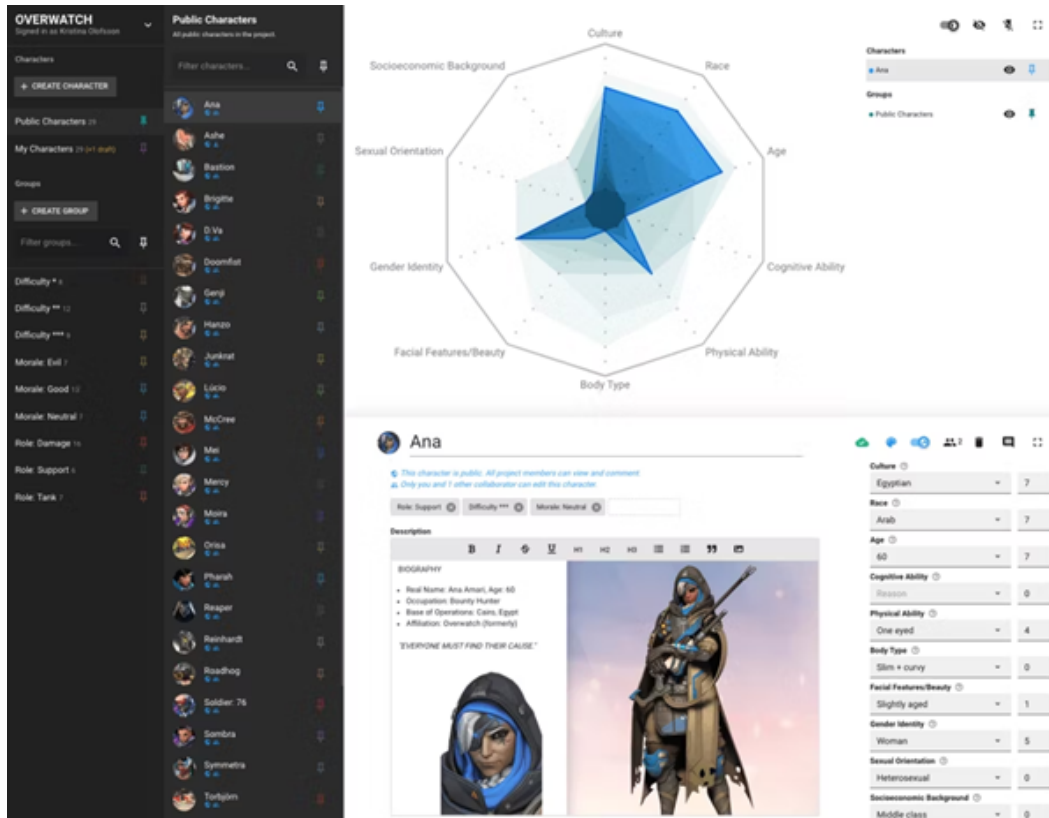 OVERWATCH
Signed in as Kristina Olofsson
Characters
+ CREATE CHARACTER
Public Characters 29
My Characters 29 (+1 draft)
Groups
+ CREATE GROUP
Filter groups...
Difficulty *
Difficulty ** 12
Difficulty ***
Morale: Evil
Morale: Good
Morale: Neutral
Role: Damage
Role: Support
Role: Tank
Public Characters
All public characters in the project.
Filter characters...
Ana
Ashe
Bastion
Brigitte
D.Va
Doomfist
Genji
Hanzo
Junkrat
Lúcio
McCree
Mei
Mercy
Moira
Orisa
Pharah
Reaper
Reinhardt
Roadhog
Soldier: 76
Sombra
Symmetra
Torbjörn
Culture
Race
Age
Cognitive Ability
Physical Ability
Body Type
Facial Features/Beauty
Gender Identity
Sexual Orientation
Socioeconomic Background
Characters
Ana
Groups
Public Characters
Ana
This character is public. All project members can view and comment.
Only you and 1 other collaborator can edit this character.
Role: Support
Difficulty ***
Morale: Neutral
Description
B I S U H1 H2 H3
BIOGRAPHY
Real Name: Ana Amari, Age: 60
Occupation: Bounty Hunter
Base of Operations: Cairo, Egypt
Affiliation: Overwatch (formerly)
"EVERYONE MUST FIND THEIR CAUSE."
2
Culture
Egyptian 7
Race
Arab 7
Age
60 7
Cognitive Ability
Reason 0
Physical Ability
One eyed 4
Body Type
Slim + curvy 0
Facial Features/Beauty
Slightly aged 1
Gender Identity
Woman 5
Sexual Orientation
Heterosexual 0
Socioeconomic Background
Middle class 0